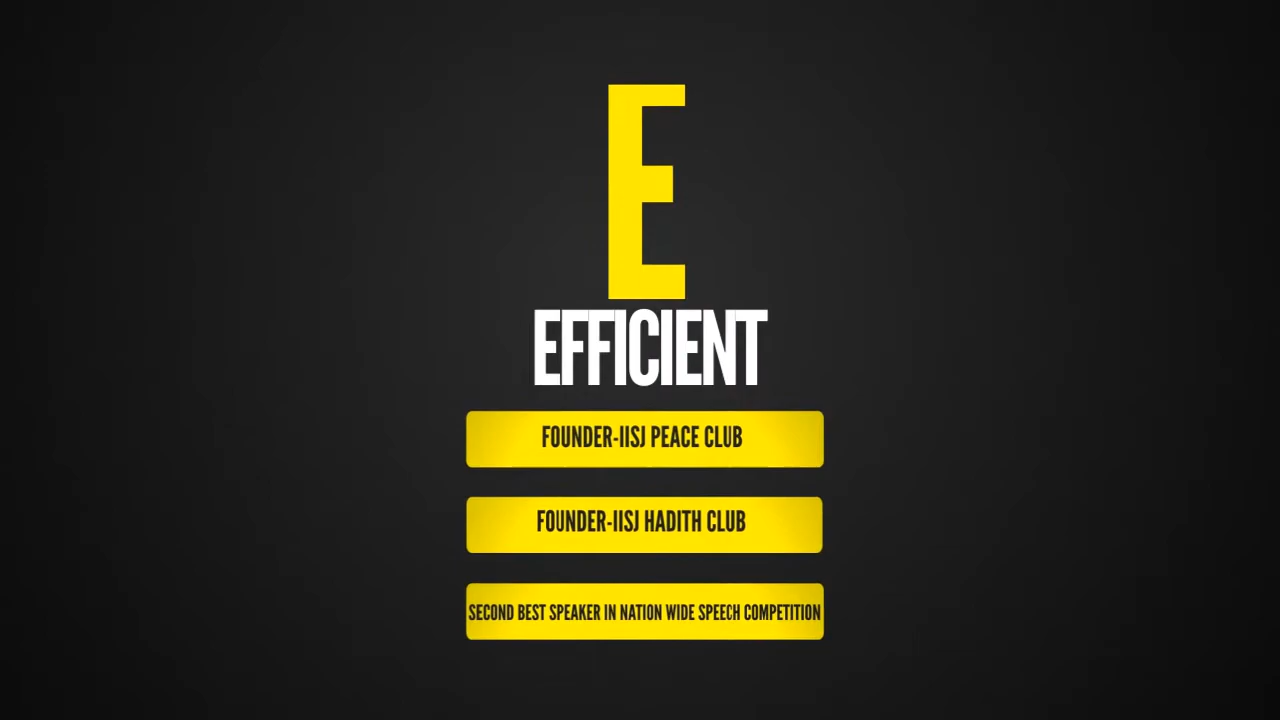 E
EFFICIENT
FOUNDER-IISJ PEACE CLUB
FOUNDER-IISJ HADITH CLUB
SECOND BEST SPEAKER IN NATION WIDE SPEECH COMPETITION